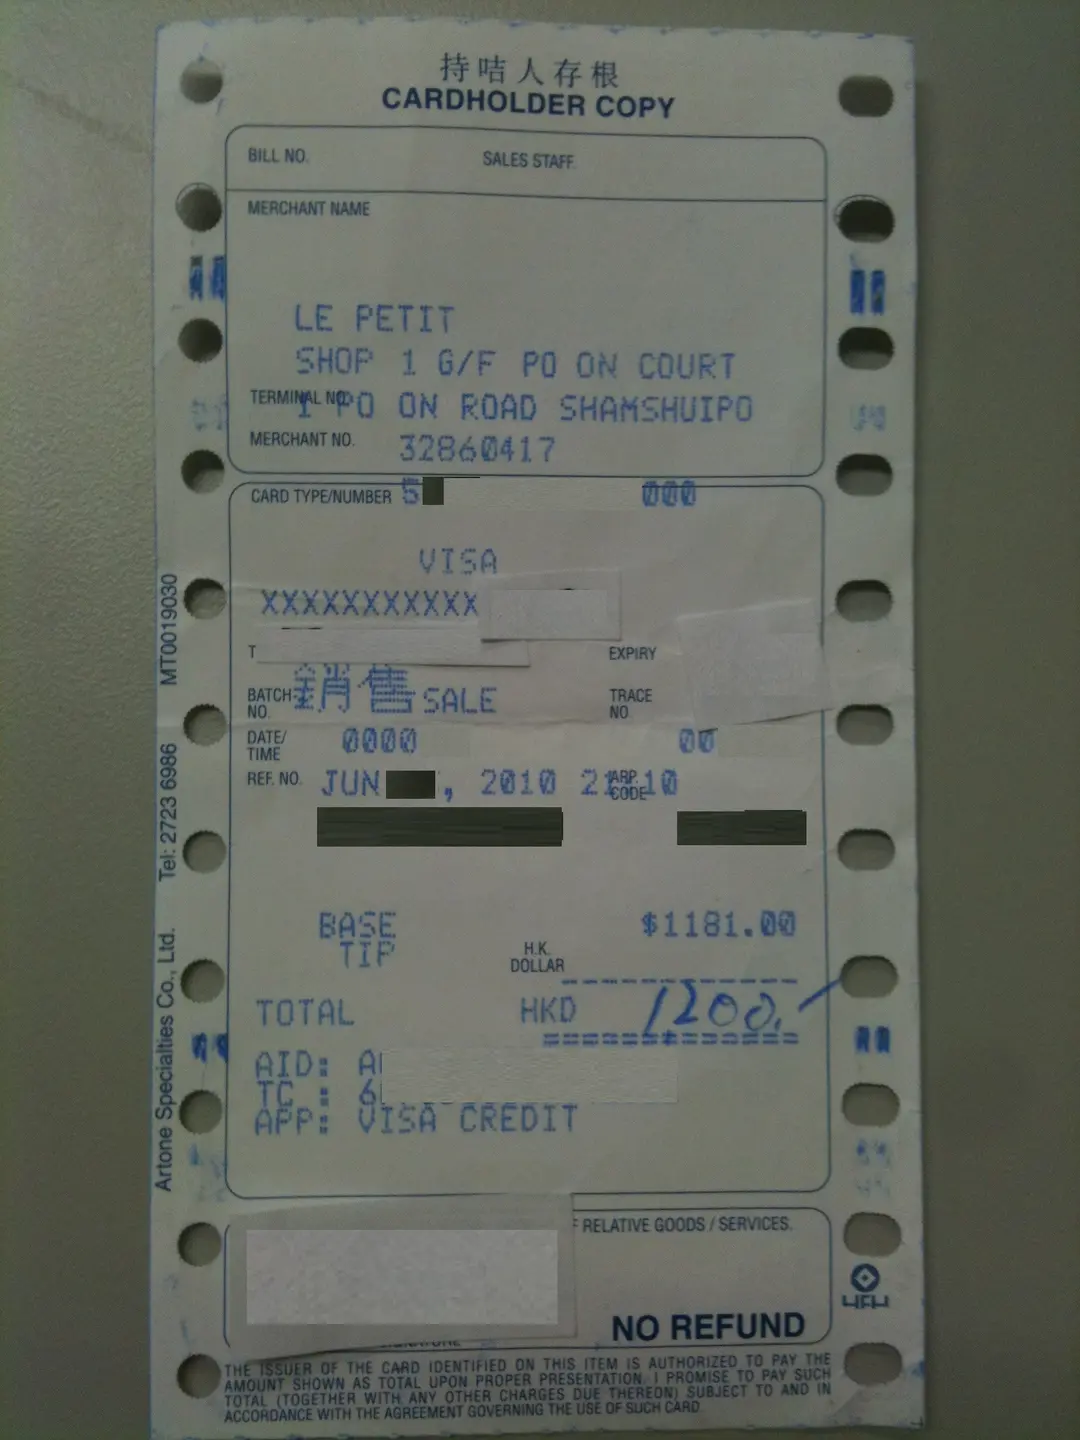 持咭人存根
CARDHOLDER COPY
BILL NO. SALES STAFF
MERCHANT NAME
LE PETIT
SHOP 1 G/F PO ON COURT
TERMINAL NO.
1 PO ON ROAD SHAMSHUIPO
MERCHANT NO. 32860417
CARD TYPE/NUMBER 5 000
VISA
XXXXXXXXXXX
T EXPIRY
BATCH NO. 銷售 SALE TRACE NO
DATE/TIME 0000 00
REF. NO. JUN , 2010 21:10 CODE
BASE $1181.00
TIP H.K. DOLLAR
TOTAL HKD 1200.
AID: A
TC : 6
APP: VISA CREDIT
RELATIVE GOODS / SERVICES.
NO REFUND
THE ISSUER OF THE CARD IDENTIFIED ON THIS ITEM IS AUTHORIZED TO PAY THE
AMOUNT SHOWN AS TOTAL UPON PROPER PRESENTATION. I PROMISE TO PAY SUCH
TOTAL (TOGETHER WITH ANY OTHER CHARGES DUE THEREON) SUBJECT TO AND IN
ACCORDANCE WITH THE AGREEMENT GOVERNING THE USE OF SUCH CARD.
Artone Specialties Co., Ltd. Tel: 2723 6986 MT0019030